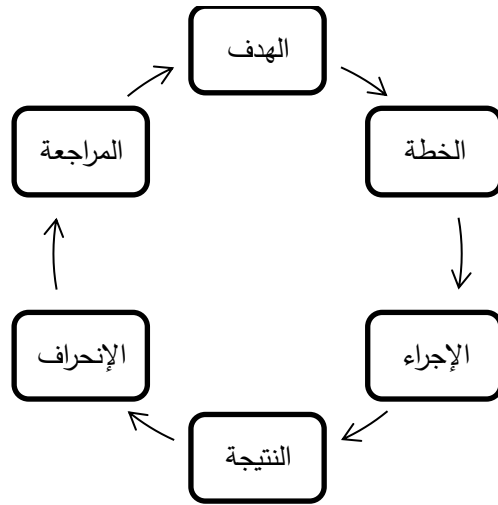 الهدف
الخطة
الإجراء
النتيجة
الإنحراف
المراجعة